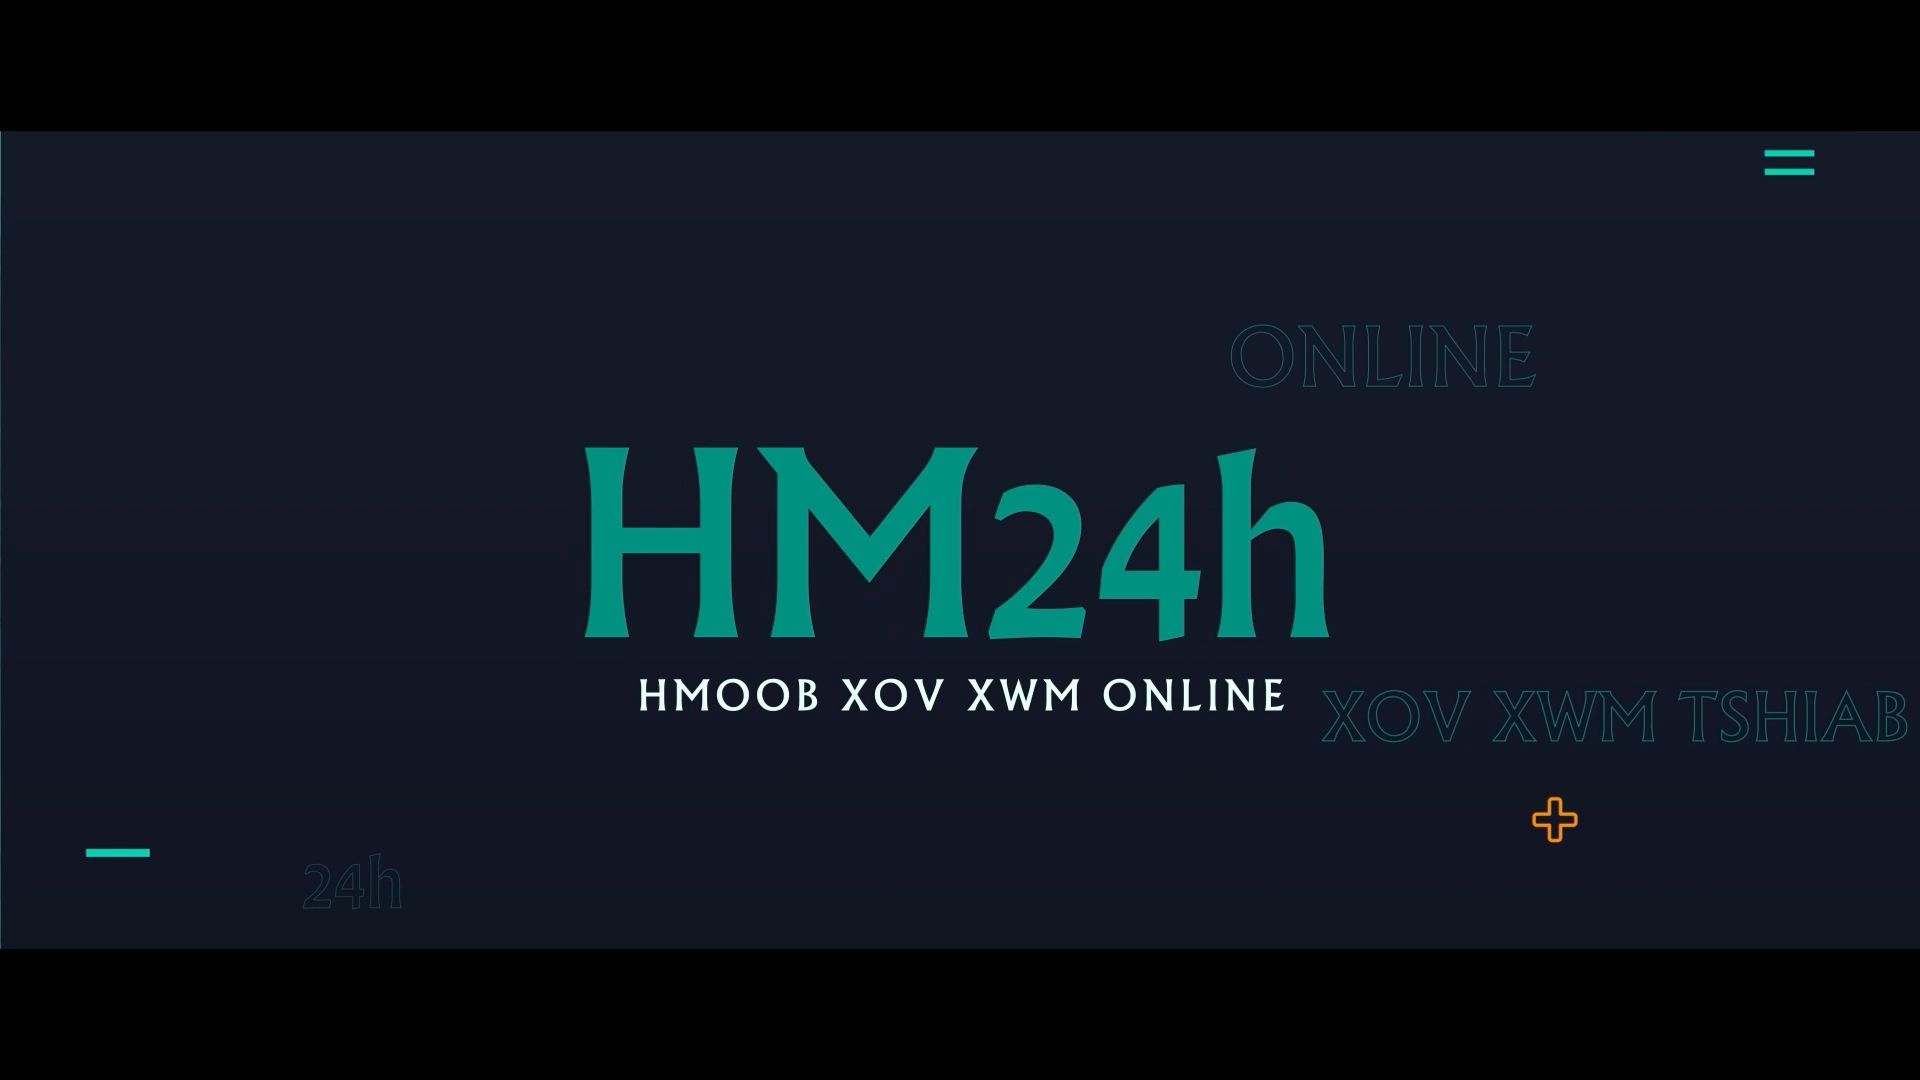 ONLINE
HM24h
HMOOB XOV XWM ONLINE
XOV XWM TSHIAB
24h